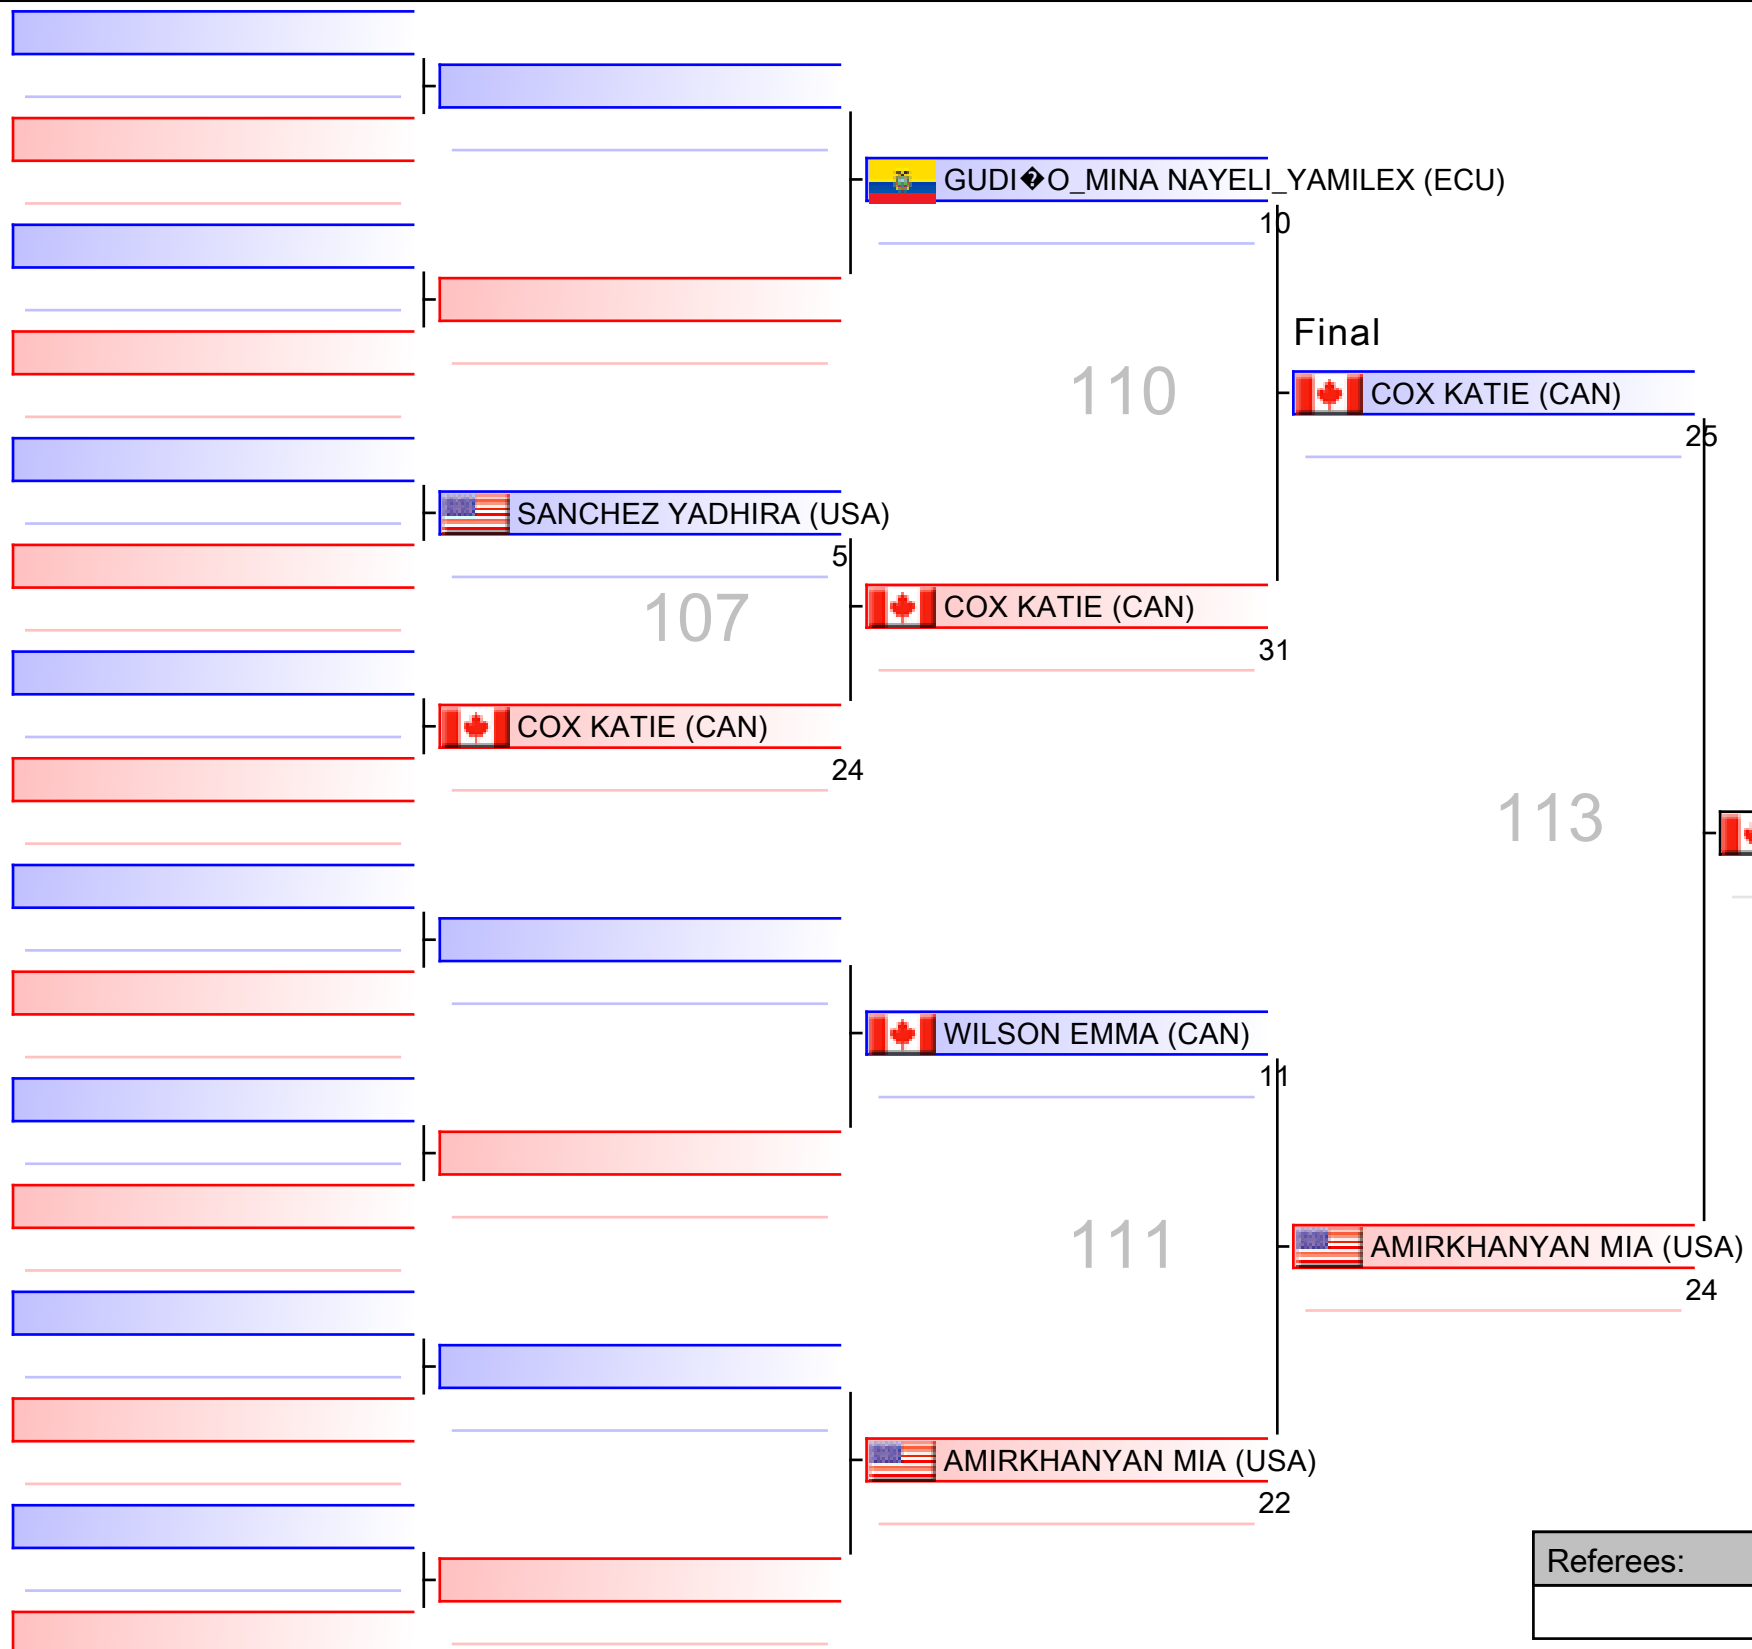 GUDI�O_MINA NAYELI_YAMILEX (ECU)
10
Final
110
COX KATIE (CAN)
25
SANCHEZ YADHIRA (USA)
5
107
COX KATIE (CAN)
31
COX KATIE (CAN)
24
113
WILSON EMMA (CAN)
11
111
AMIRKHANYAN MIA (USA)
24
AMIRKHANYAN MIA (USA)
22
Referees: